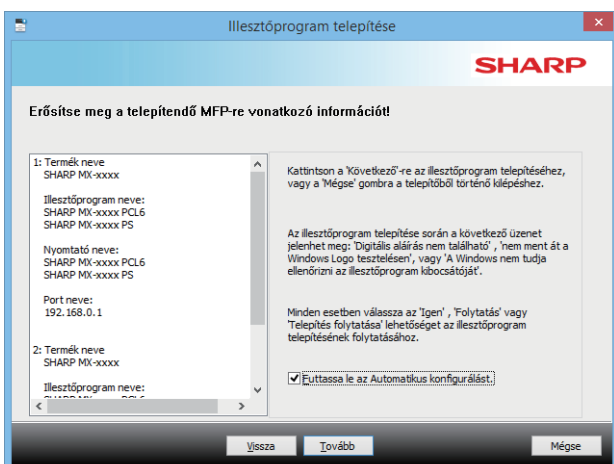 Illesztőprogram telepítése
SHARP
Erősítse meg a telepítendő MFP-re vonatkozó információt!
1: Termék neve
SHARP MX-xxxx
Illesztőprogram neve:
SHARP MX-xxxx PCL6
SHARP MX-xxxx PS
Nyomtató neve:
SHARP MX-xxxx PCL6
SHARP MX-xxxx PS
Port neve:
192.168.0.1
2: Termék neve
SHARP MX-xxxx
Illesztőprogram neve:
Kattintson a 'Következő'-re az illesztőprogram telepítéséhez,
vagy a 'Mégse' gombra a telepítőből történő kilépéshez.
Az illesztőprogram telepítése során a következő üzenet
jelenhet meg: 'Digitális aláírás nem található' , 'nem ment át a
Windows Logo tesztelésen', vagy 'A Windows nem tudja
ellenőrizni az illesztőprogram kibocsátóját'.
Minden esetben válassza az 'Igen' , 'Folytatás' vagy
'Telepítés folytatása' lehetőséget az illesztőprogram
telepítésének folytatásához.
Futtassa le az Automatikus konfigurálást.
Vissza
Tovább
Mégse